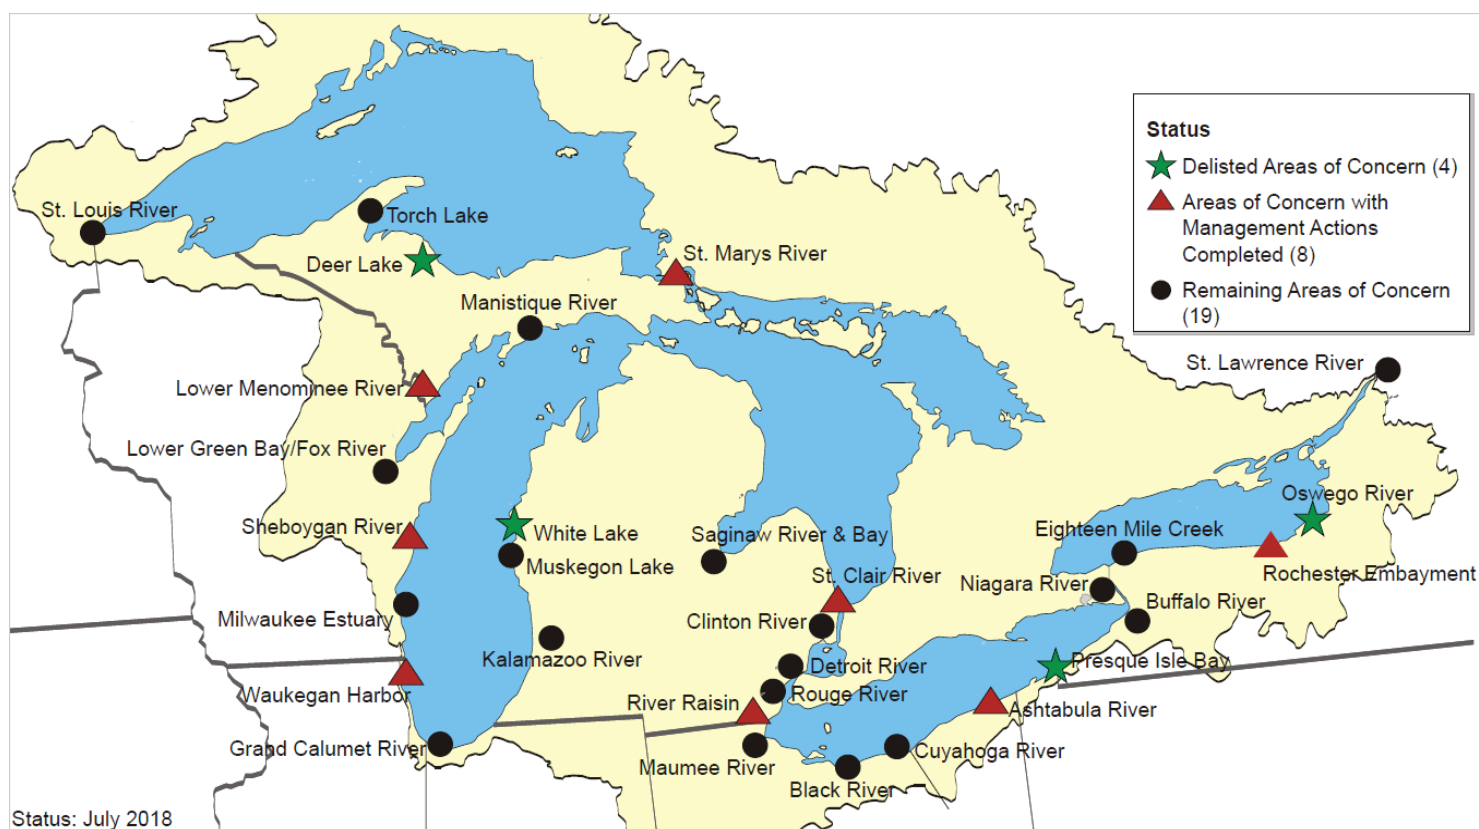 Status
Delisted Areas of Concern (4)
Areas of Concern with
Management Actions
Completed (8)
Remaining Areas of Concern
(19)
St. Louis River
Torch Lake
Deer Lake
St. Marys River
Manistique River
St. Lawrence River
Lower Menominee River
Lower Green Bay/Fox River
Oswego River
Sheboygan River
White Lake
Saginaw River & Bay
Eighteen Mile Creek
Muskegon Lake
St. Clair River
Rochester Embayment
Niagara River
Buffalo River
Milwaukee Estuary
Clinton River
Kalamazoo River
Detroit River
Presque Isle Bay
Waukegan Harbor
River Raisin
Rouge River
Ashtabula River
Grand Calumet River
Maumee River
Cuyahoga River
Black River
Status: July 2018